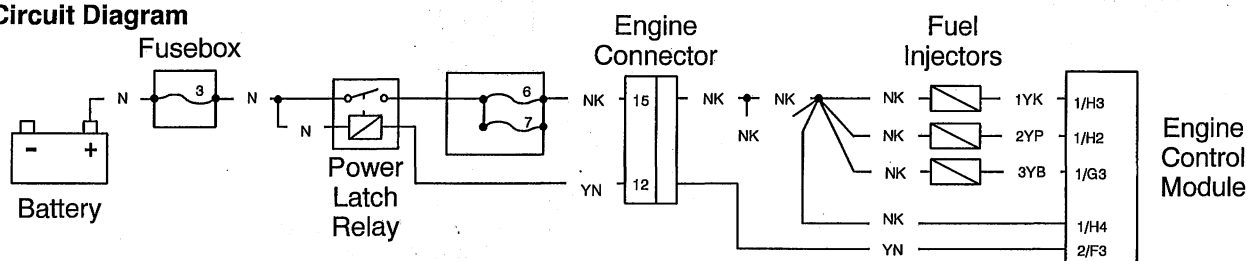 Circuit Diagram
Fusebox
Engine
Connector
Fuel
Injectors
N
3
N
N
6
7
NK
15
NK
NK
NK
NK
1YK
1/H3
NK
2YP
1/H2
NK
3YB
1/G3
Engine
Control
Module
- +
Battery
Power
Latch
Relay
YN
12
NK
1/H4
YN
2/F3